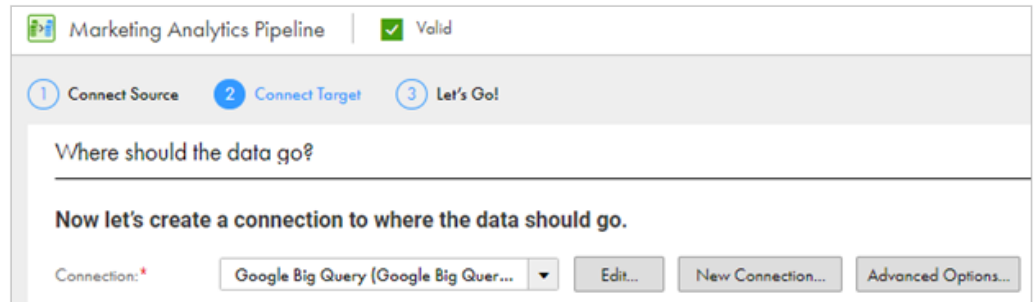 Marketing Analytics Pipeline Valid
1 Connect Source 2 Connect Target 3 Let's Go!
Where should the data go?
Now let's create a connection to where the data should go.
Connection:* Google Big Query (Google Big Quer... Edit... New Connection... Advanced Options...